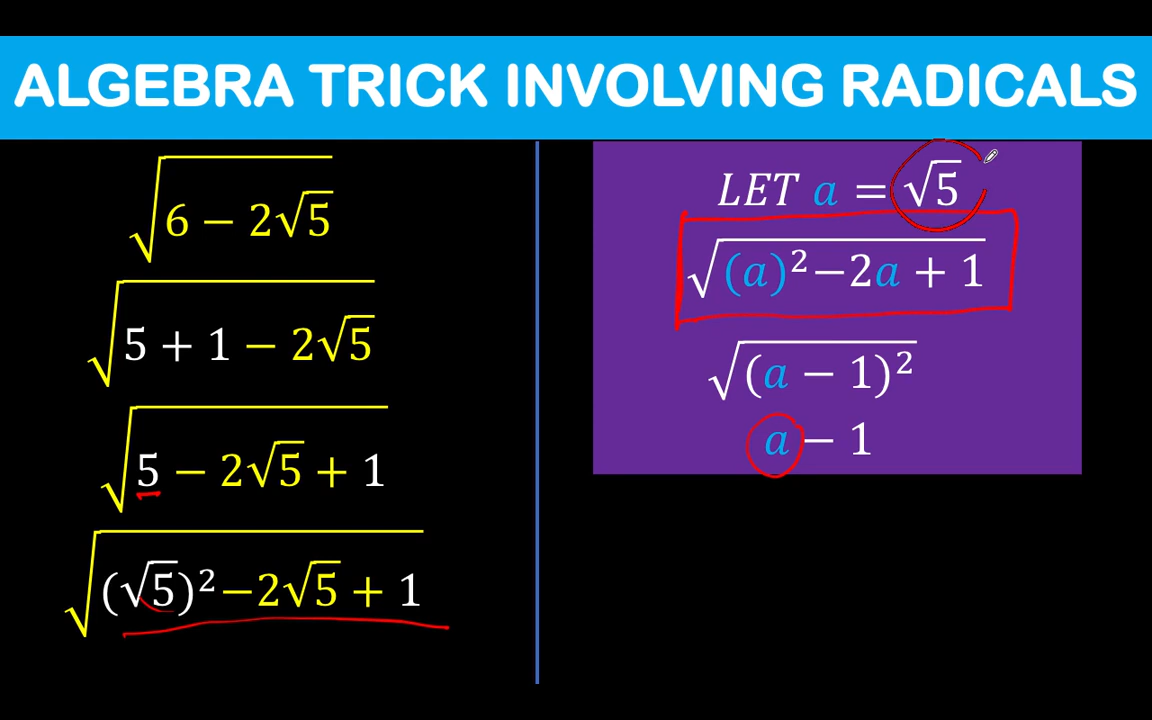 ALGEBRA TRICK INVOLVING RADICALS
√(6 − 2√5)
√(5 + 1 − 2√5)
√(5 − 2√5 + 1)
√((√5)² − 2√5 + 1)
LET a = √5
√((a)² − 2a + 1)
√((a − 1)²)
a − 1